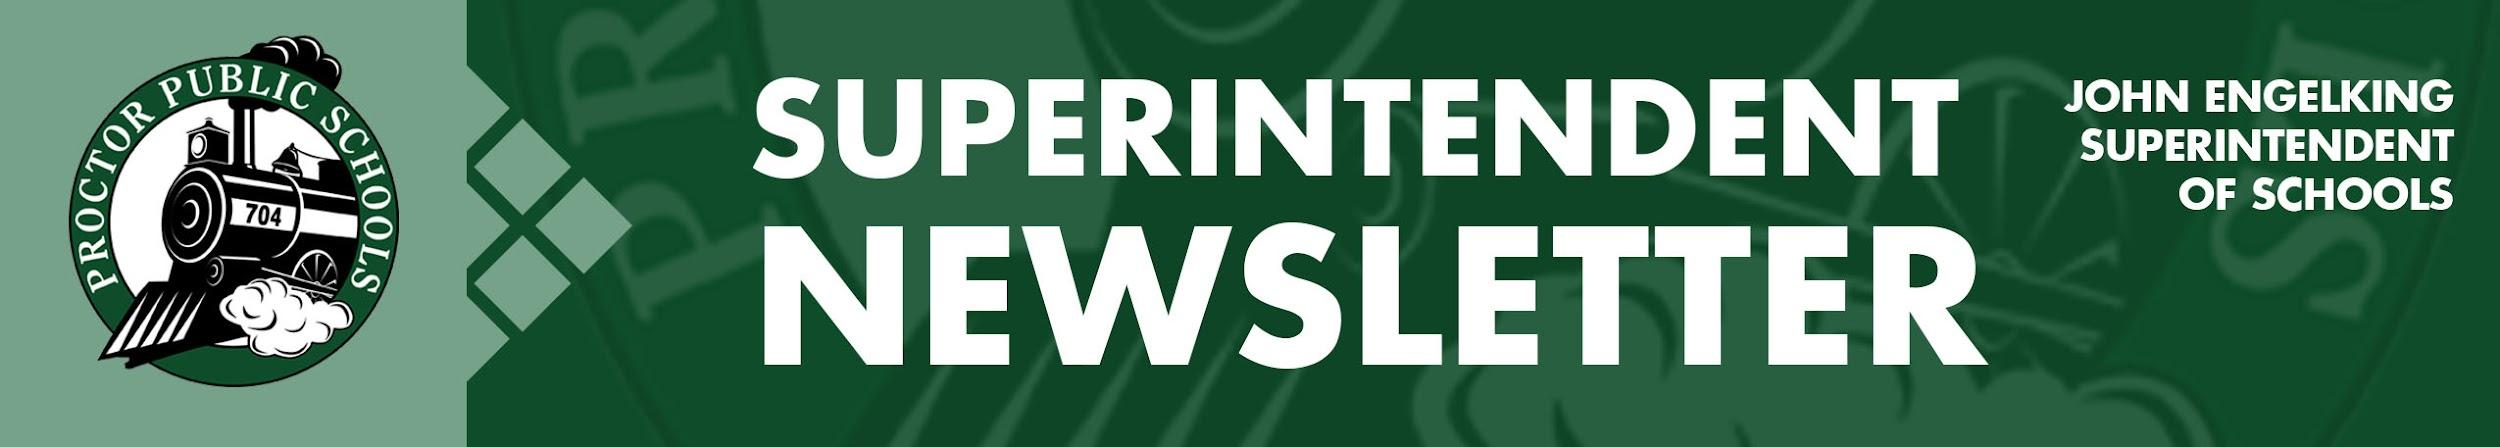 PROCTOR PUBLIC SCHOOLS
704
SUPERINTENDENT
NEWSLETTER
JOHN ENGELKING
SUPERINTENDENT
OF SCHOOLS